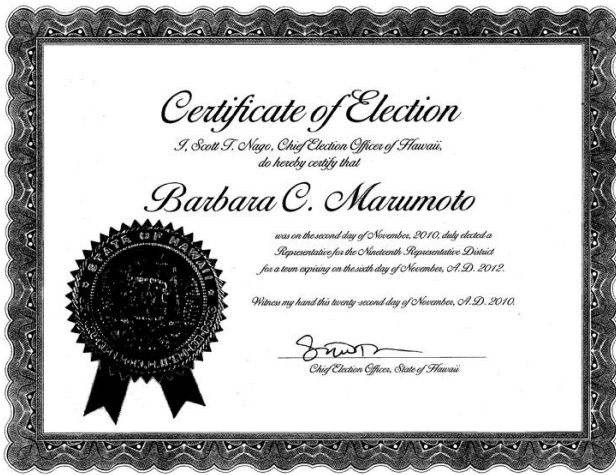 Certificate of Election
I, Scott T. Nago, Chief Election Officer of Hawaii,
do hereby certify that
Barbara C. Marumoto
was on the second day of November, 2010, duly elected a
Representative for the Nineteenth Representative District
for a term expiring on the sixth day of November, A.D. 2012.
Witness my hand this twenty-second day of November, A.D. 2010.
Chief Election Officer, State of Hawaii
STATE OF HAWAII